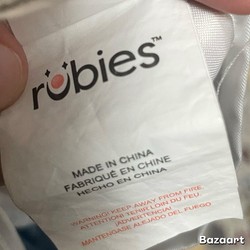 rubies™
MADE IN CHINA
FABRIQUÉ EN CHINE
HECHO EN CHINA
WARNING! KEEP AWAY FROM FIRE
ATTENTION! TENIR LOIN DU FEU
¡ADVERTENCIA!
MANTENGASE ALEJADO DEL FUEGO
Bazaart